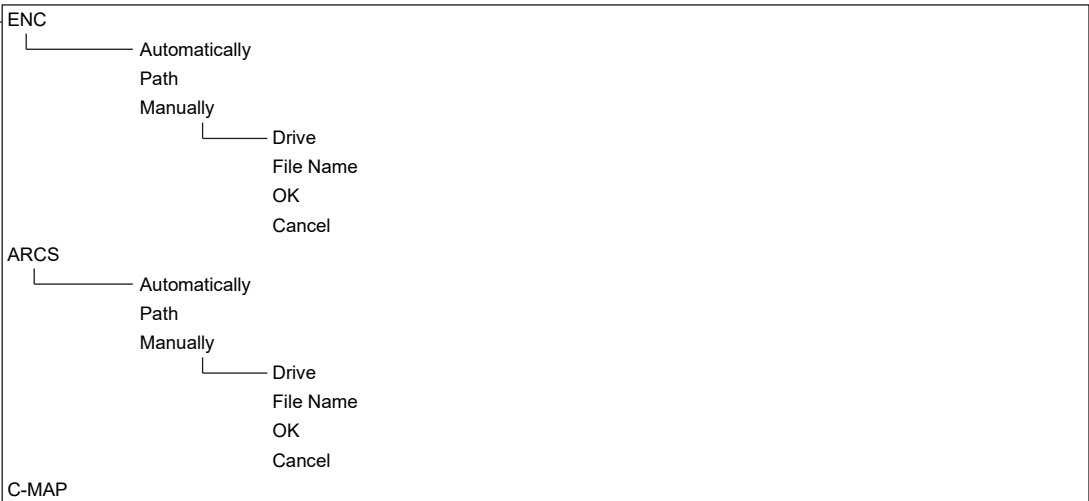 ENC
Automatically
Path
Manually
Drive
File Name
OK
Cancel
ARCS
Automatically
Path
Manually
Drive
File Name
OK
Cancel
C-MAP